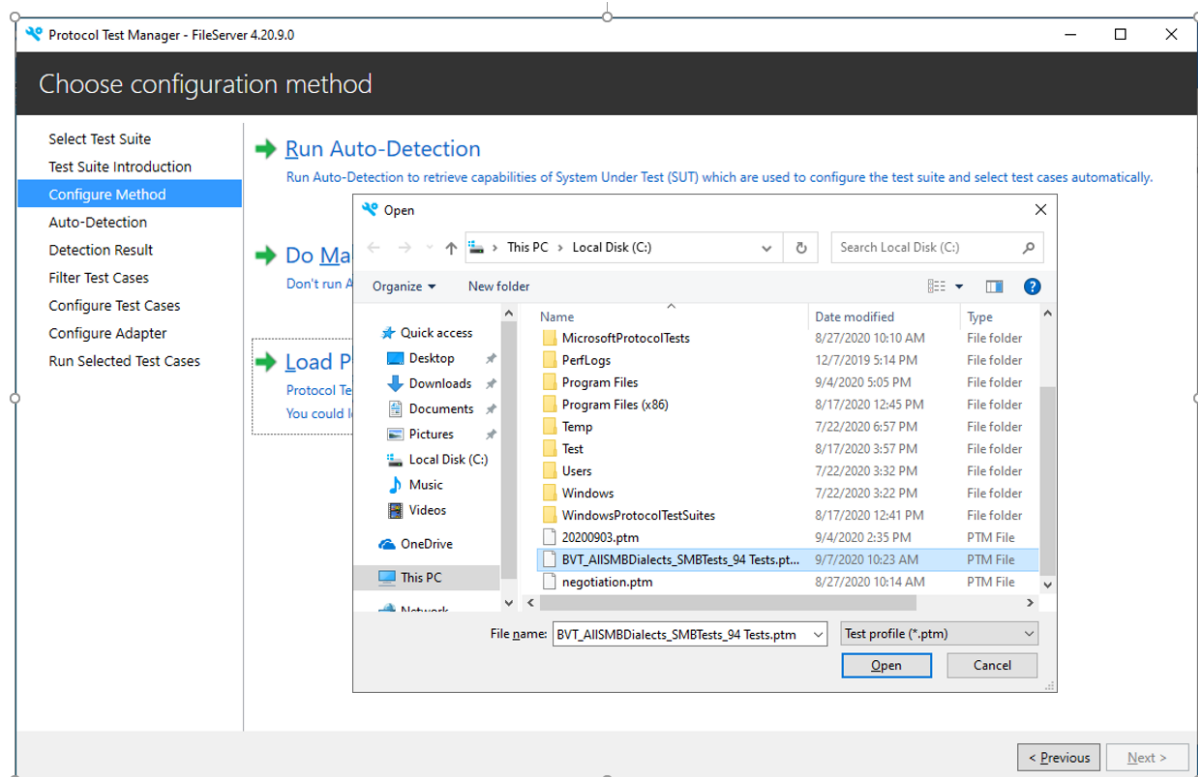 Protocol Test Manager - FileServer 4.20.9.0
Choose configuration method
Select Test Suite
Test Suite Introduction
Configure Method
Auto-Detection
Detection Result
Filter Test Cases
Configure Test Cases
Configure Adapter
Run Selected Test Cases
Run Auto-Detection
Run Auto-Detection to retrieve capabilities of System Under Test (SUT) which are used to configure the test suite and select test cases automatically.
Do Ma
Don't run A
Load P
Protocol Te
You could l
Open
This PC > Local Disk (C:)
Search Local Disk (C:)
Organize
New folder
Quick access
Desktop
Downloads
Documents
Pictures
Local Disk (C:)
Music
Videos
OneDrive
This PC
Network
Name Date modified Type
MicrosoftProtocolTests 8/27/2020 10:10 AM File folder
PerfLogs 12/7/2019 5:14 PM File folder
Program Files 9/4/2020 5:05 PM File folder
Program Files (x86) 8/17/2020 12:45 PM File folder
Temp 7/22/2020 6:57 PM File folder
Test 8/17/2020 3:57 PM File folder
Users 7/22/2020 3:32 PM File folder
Windows 7/22/2020 3:22 PM File folder
WindowsProtocolTestSuites 8/17/2020 12:41 PM File folder
20200903.ptm 9/4/2020 2:35 PM PTM File
BVT_AllSMBDialects_SMBTests_94 Tests.pt... 9/7/2020 10:23 AM PTM File
negotiation.ptm 8/27/2020 10:14 AM PTM File
File name: BVT_AllSMBDialects_SMBTests_94 Tests.ptm
Test profile (*.ptm)
Open
Cancel
< Previous
Next >